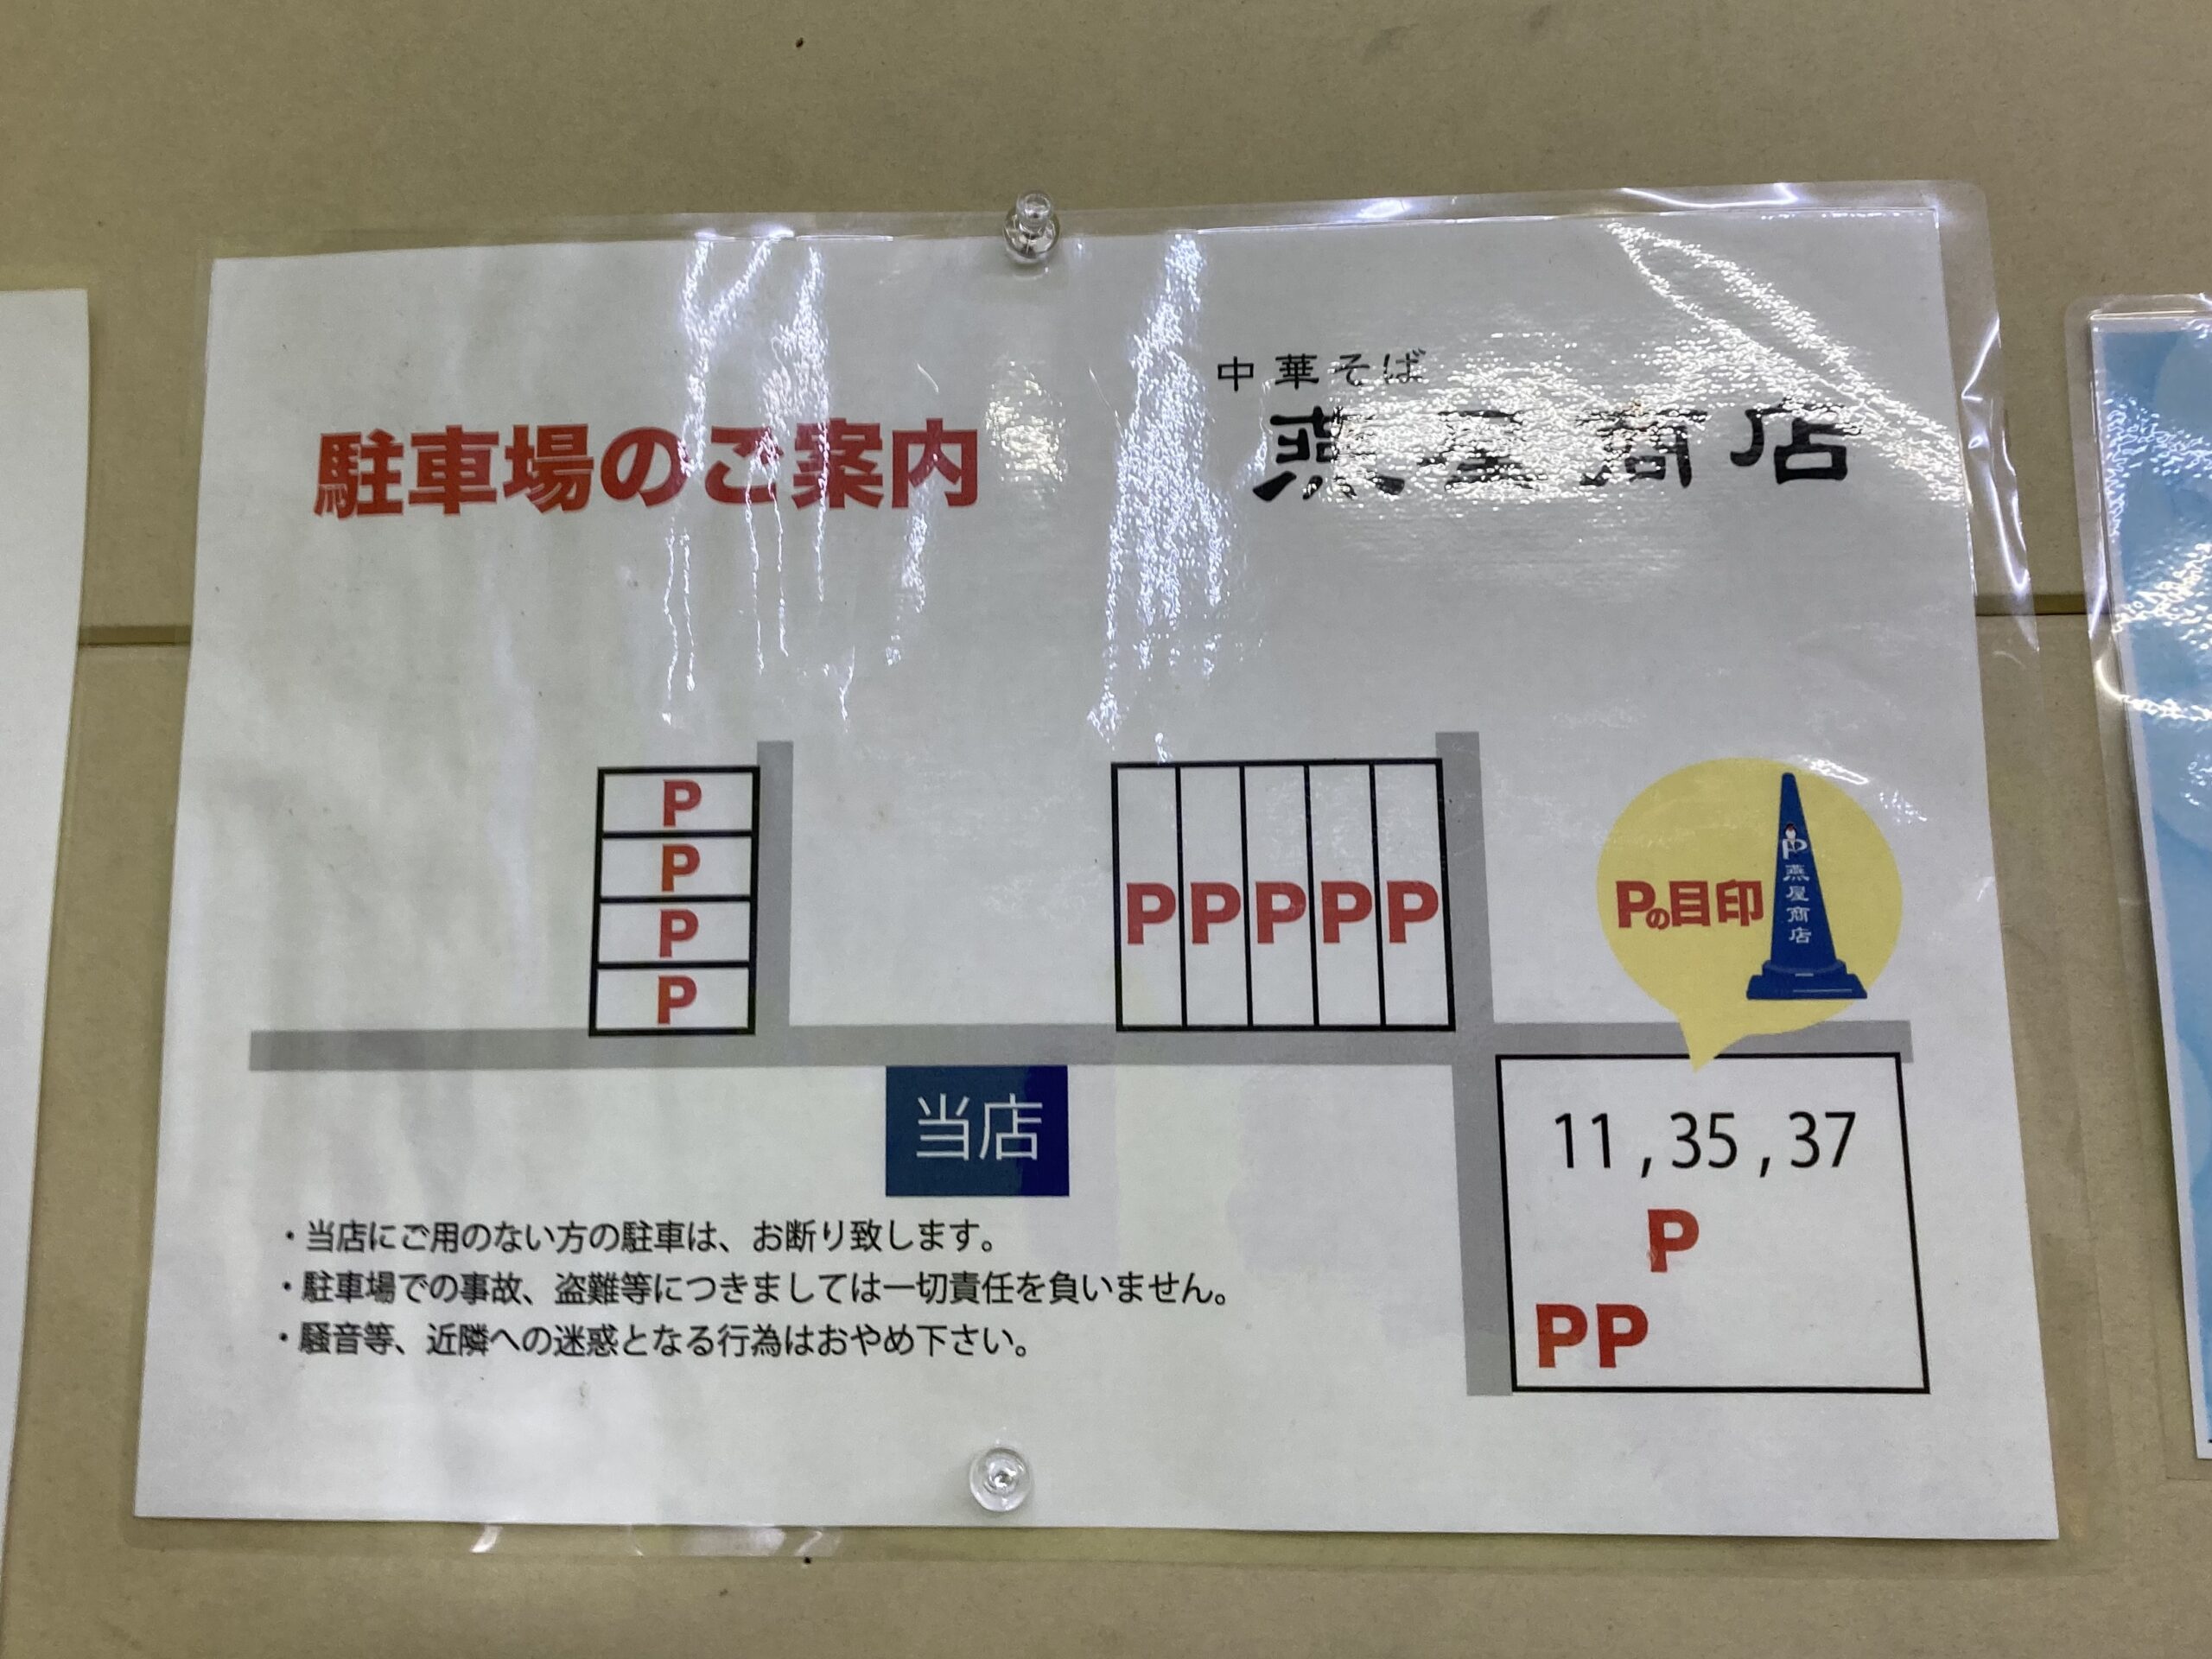 中華そば
駐車場のご案内
燕屋商店
P
P
P
P
PPPPP
Pの目印
P
燕屋商店
当店
11 , 35 , 37
P
PP
・当店にご用のない方の駐車は、お断り致します。
・駐車場での事故、盗難等につきましては一切責任を負いません。
・騒音等、近隣への迷惑となる行為はおやめ下さい。